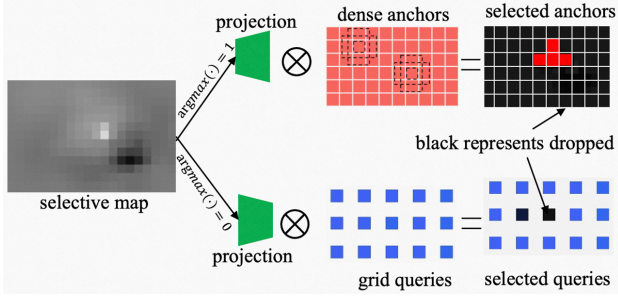 projection
dense anchors
selected anchors
argmax(·) = 1
black represents dropped
selective map
argmax(·) = 0
projection
grid queries
selected queries